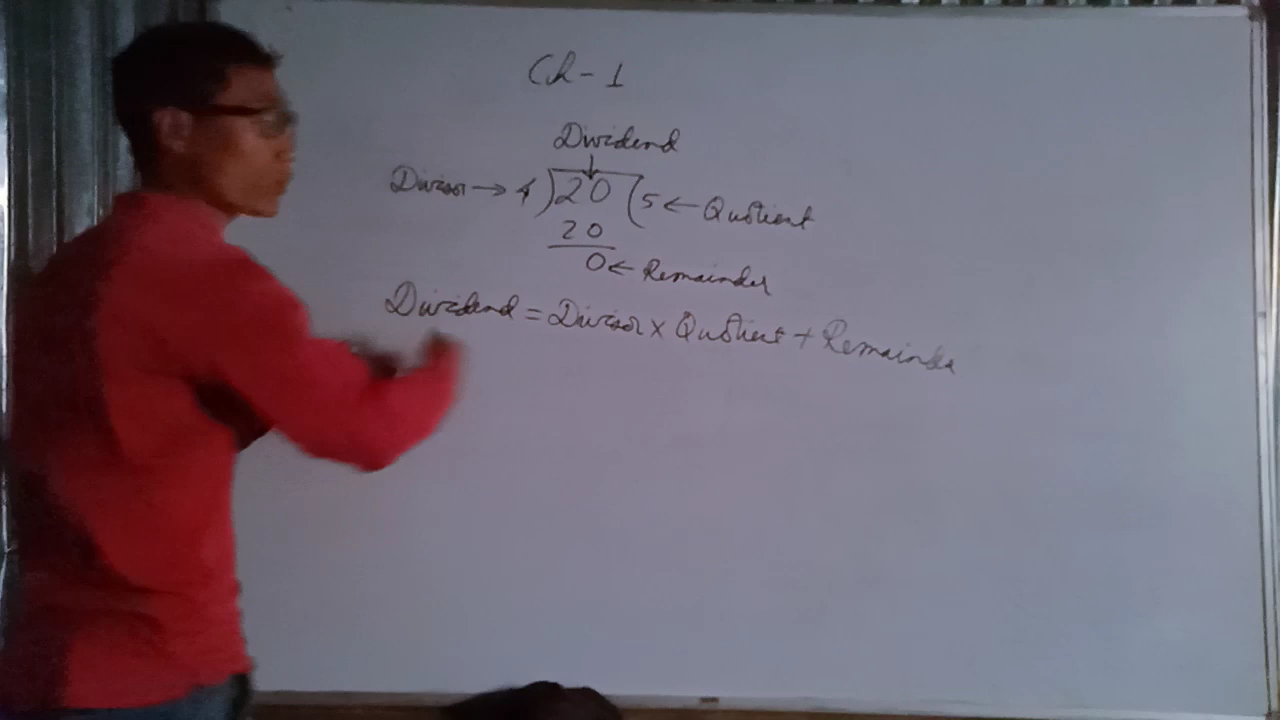 Ch-1
Dividend
↓
Divisor → 4 ) 20 ( 5 ← Quotient
20
0 ← Remainder
Dividend = Divisor × Quotient + Remainder